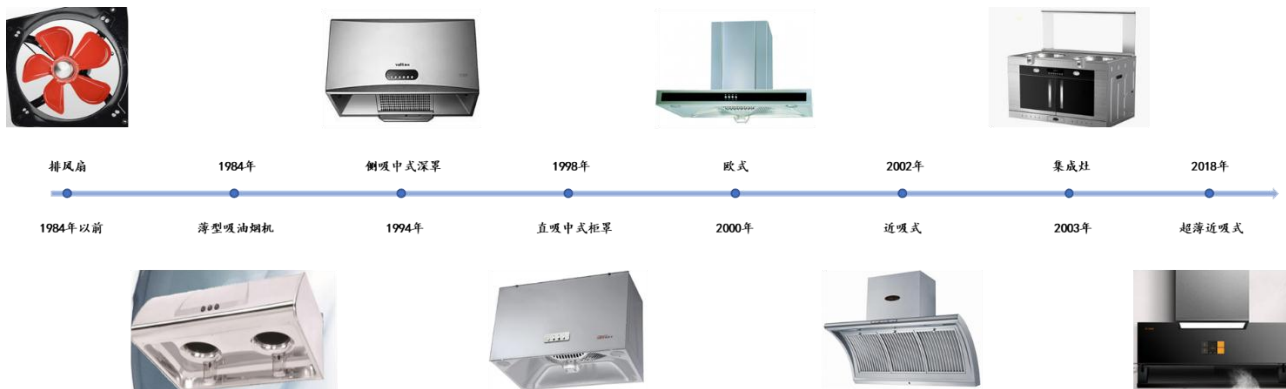 排风扇
1984年
侧吸中式深罩
1998年
欧式
2002年
集成灶
2018年
1984年以前
薄型吸油烟机
1994年
直吸中式柜罩
2000年
近吸式
2003年
超薄近吸式